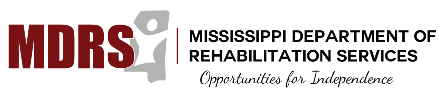 MDRS
MISSISSIPPI DEPARTMENT OF
REHABILITATION SERVICES
Opportunities for Independence